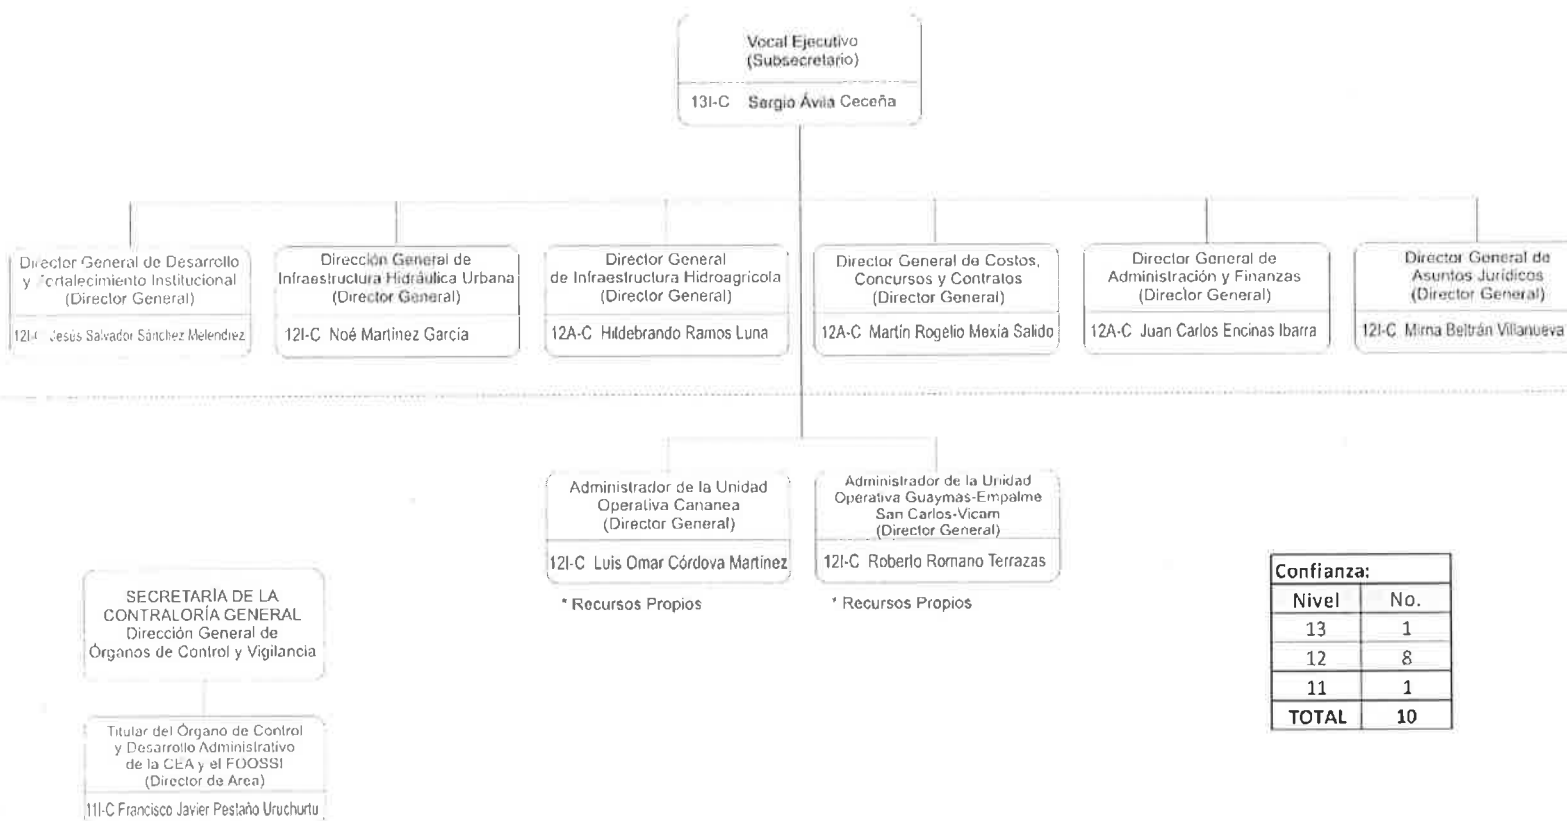 Vocal Ejecutivo
(Subsecretario)
13I-C Sergio Ávila Ceceña
Director General de Desarrollo
y Fortalecimiento Institucional
(Director General)
12I-C Jesús Salvador Sánchez Melendrez
Dirección General de
Infraestructura Hidráulica Urbana
(Director General)
12I-C Noé Martínez García
Director General
de Infraestructura Hidroagrícola
(Director General)
12A-C Hildebrando Ramos Luna
Director General de Costos,
Concursos y Contratos
(Director General)
12A-C Martín Rogelio Mexía Salido
Director General de
Administración y Finanzas
(Director General)
12A-C Juan Carlos Encinas Ibarra
Director General de
Asuntos Jurídicos
(Director General)
12I-C Mirna Beltrán Villanueva
Administrador de la Unidad
Operativa Cananea
(Director General)
12I-C Luis Omar Córdova Martínez
* Recursos Propios
Administrador de la Unidad
Operativa Guaymas-Empalme
San Carlos-Vicam
(Director General)
12I-C Roberto Romano Terrazas
* Recursos Propios
SECRETARÍA DE LA
CONTRALORÍA GENERAL
Dirección General de
Órganos de Control y Vigilancia
Titular del Órgano de Control
y Desarrollo Administrativo
de la CEA y el FOOSSI
(Director de Area)
11I-C Francisco Javier Pestaño Uruchurtu
Confianza:
Nivel No.
13 1
12 8
11 1
TOTAL 10